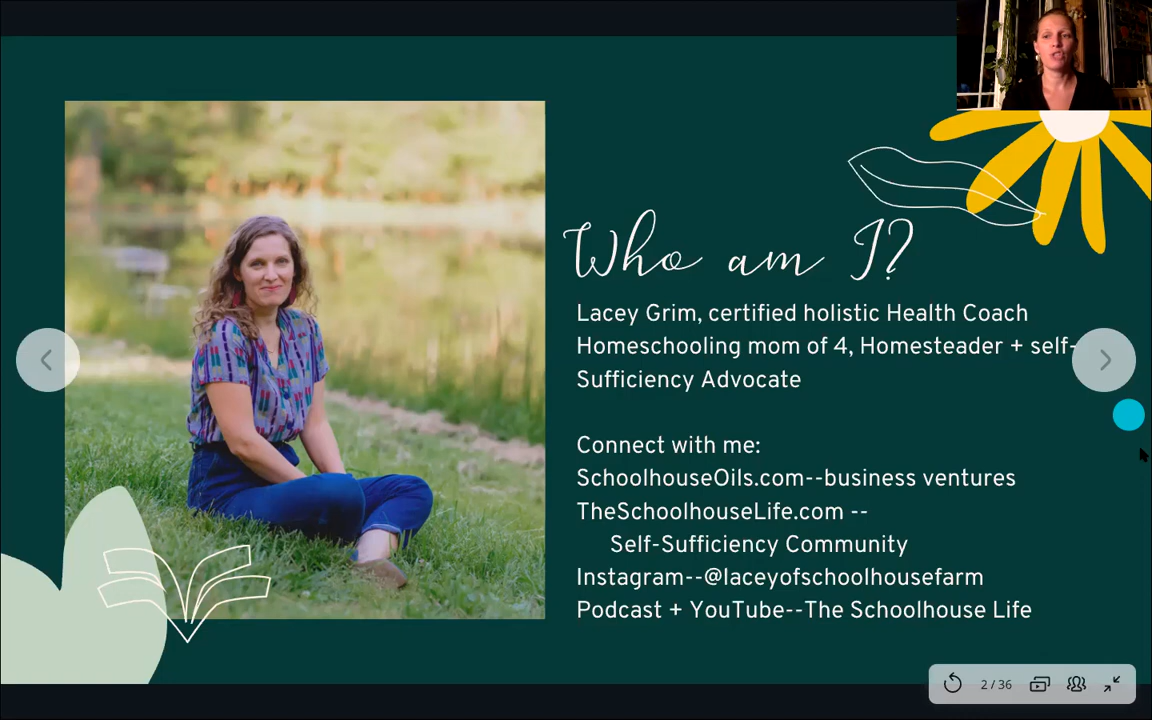 Who am I?
Lacey Grim, certified holistic Health Coach
Homeschooling mom of 4, Homesteader + self-
Sufficiency Advocate
Connect with me:
SchoolhouseOils.com--business ventures
TheSchoolhouseLife.com --
Self-Sufficiency Community
Instagram--@laceyofschoolhousefarm
Podcast + YouTube--The Schoolhouse Life
2 / 36